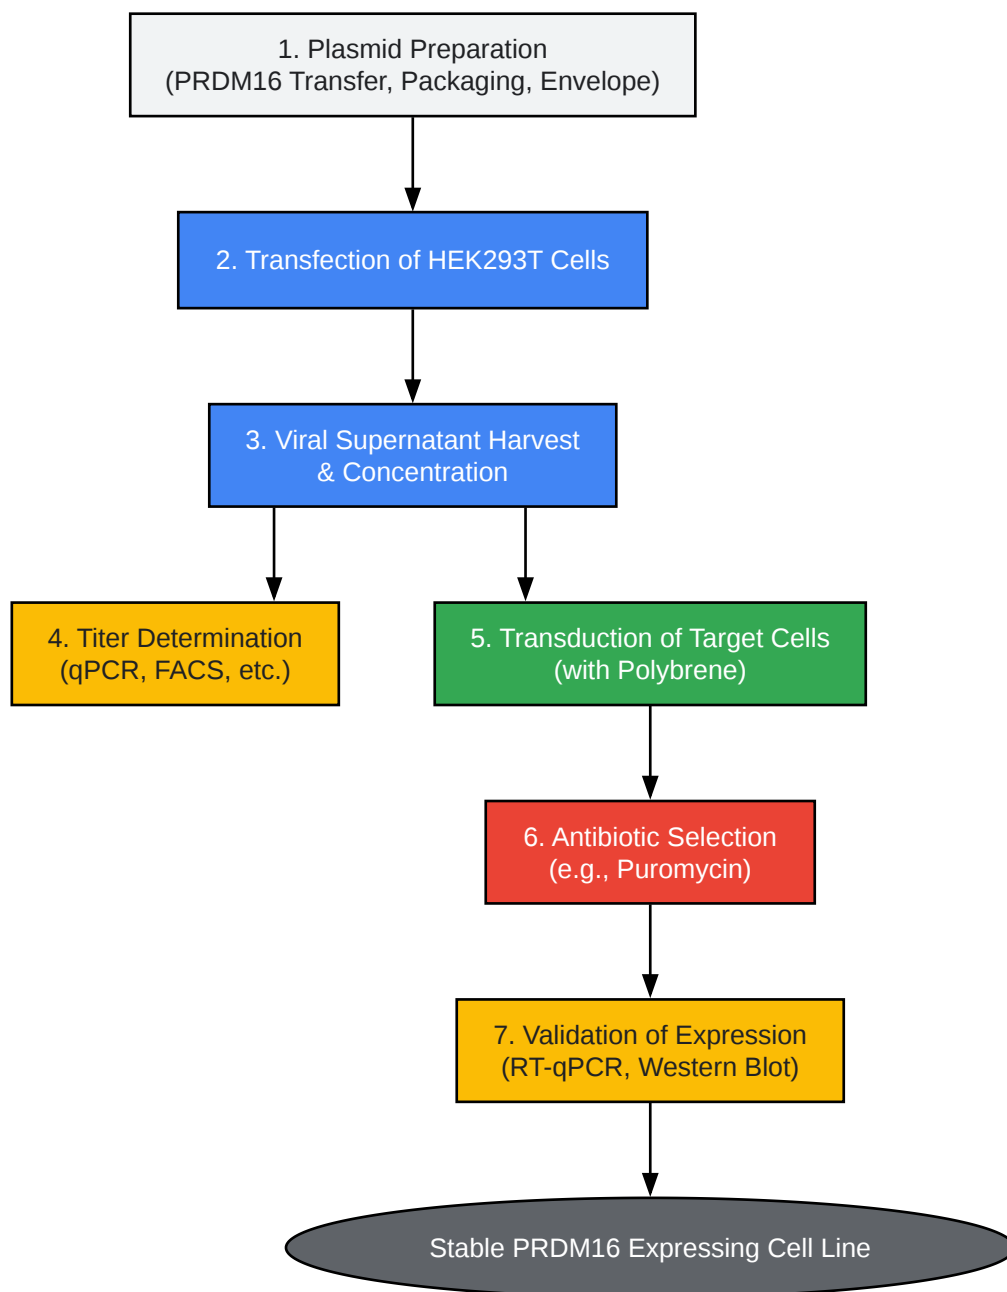 1. Plasmid Preparation
(PRDM16 Transfer, Packaging, Envelope)
2. Transfection of HEK293T Cells
3. Viral Supernatant Harvest
& Concentration
4. Titer Determination
(qPCR, FACS, etc.)
5. Transduction of Target Cells
(with Polybrene)
6. Antibiotic Selection
(e.g., Puromycin)
7. Validation of Expression
(RT-qPCR, Western Blot)
Stable PRDM16 Expressing Cell Line